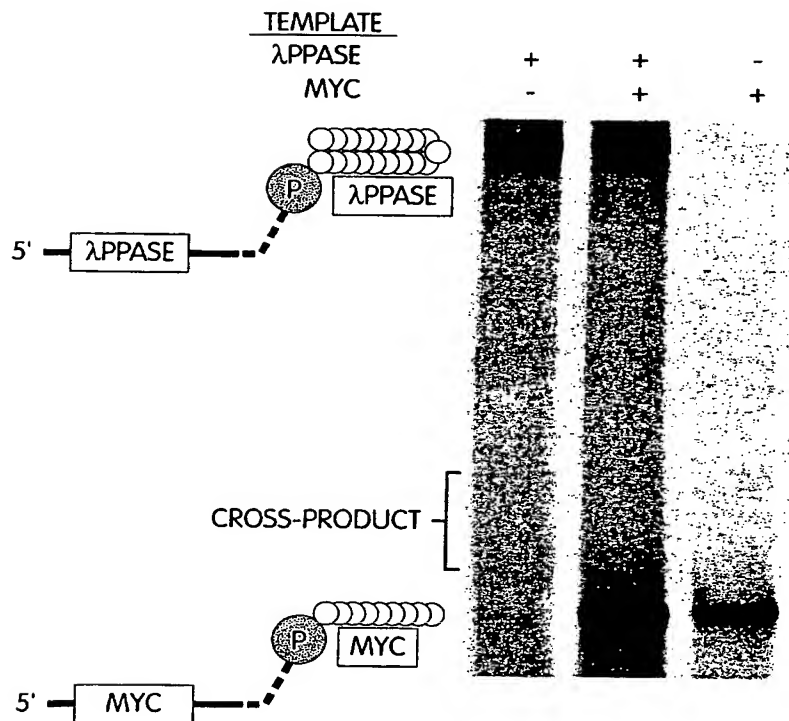 TEMPLATE
λPPASE + + -
MYC - + +
P
λPPASE
5' λPPASE
CROSS-PRODUCT
P
MYC
5' MYC